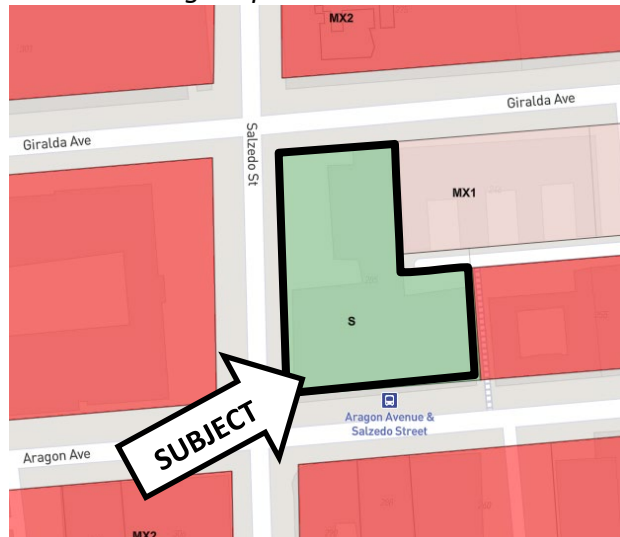 MX2
Giralda Ave
Giralda Ave
Salzedo St
MX1
S
SUBJECT
Aragon Avenue &
Salzedo Street
Aragon Ave
MX2